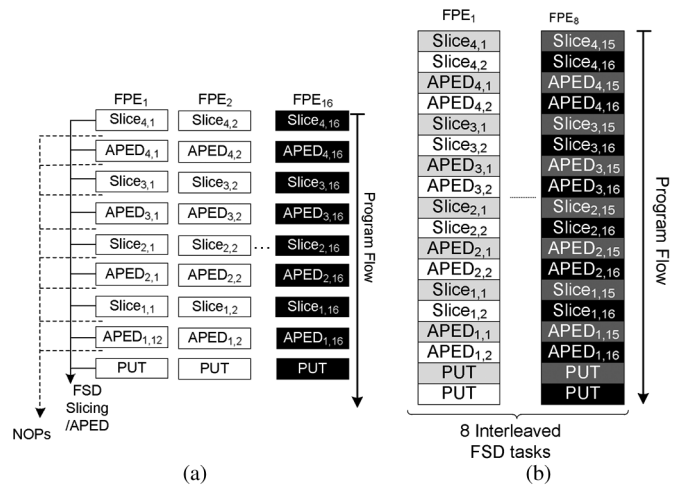 FPE1 FPE2 FPE16
Slice4,1 Slice4,2 Slice4,16
APED4,1 APED4,2 APED4,16
Slice3,1 Slice3,2 Slice3,16
APED3,1 APED3,2 APED3,16
Slice2,1 Slice2,2 ... Slice2,16
APED2,1 APED2,2 APED2,16
Slice1,1 Slice1,2 Slice1,16
APED1,12 APED1,2 APED1,16
PUT PUT PUT
Program Flow
FSD
Slicing
/APED
NOPs
(a)
FPE1 FPE8
Slice4,1 Slice4,15
Slice4,2 Slice4,16
APED4,1 APED4,15
APED4,2 APED4,16
Slice3,1 Slice3,15
Slice3,2 Slice3,16
APED3,1 APED3,15
APED3,2 APED3,16
Slice2,1 Slice2,15
Slice2,2 Slice2,16
APED2,1 APED2,15
APED2,2 APED2,16
Slice1,1 Slice1,15
Slice1,2 Slice1,16
APED1,1 APED1,15
APED1,2 APED1,16
PUT PUT
PUT PUT
Program Flow
8 Interleaved
FSD tasks
(b)